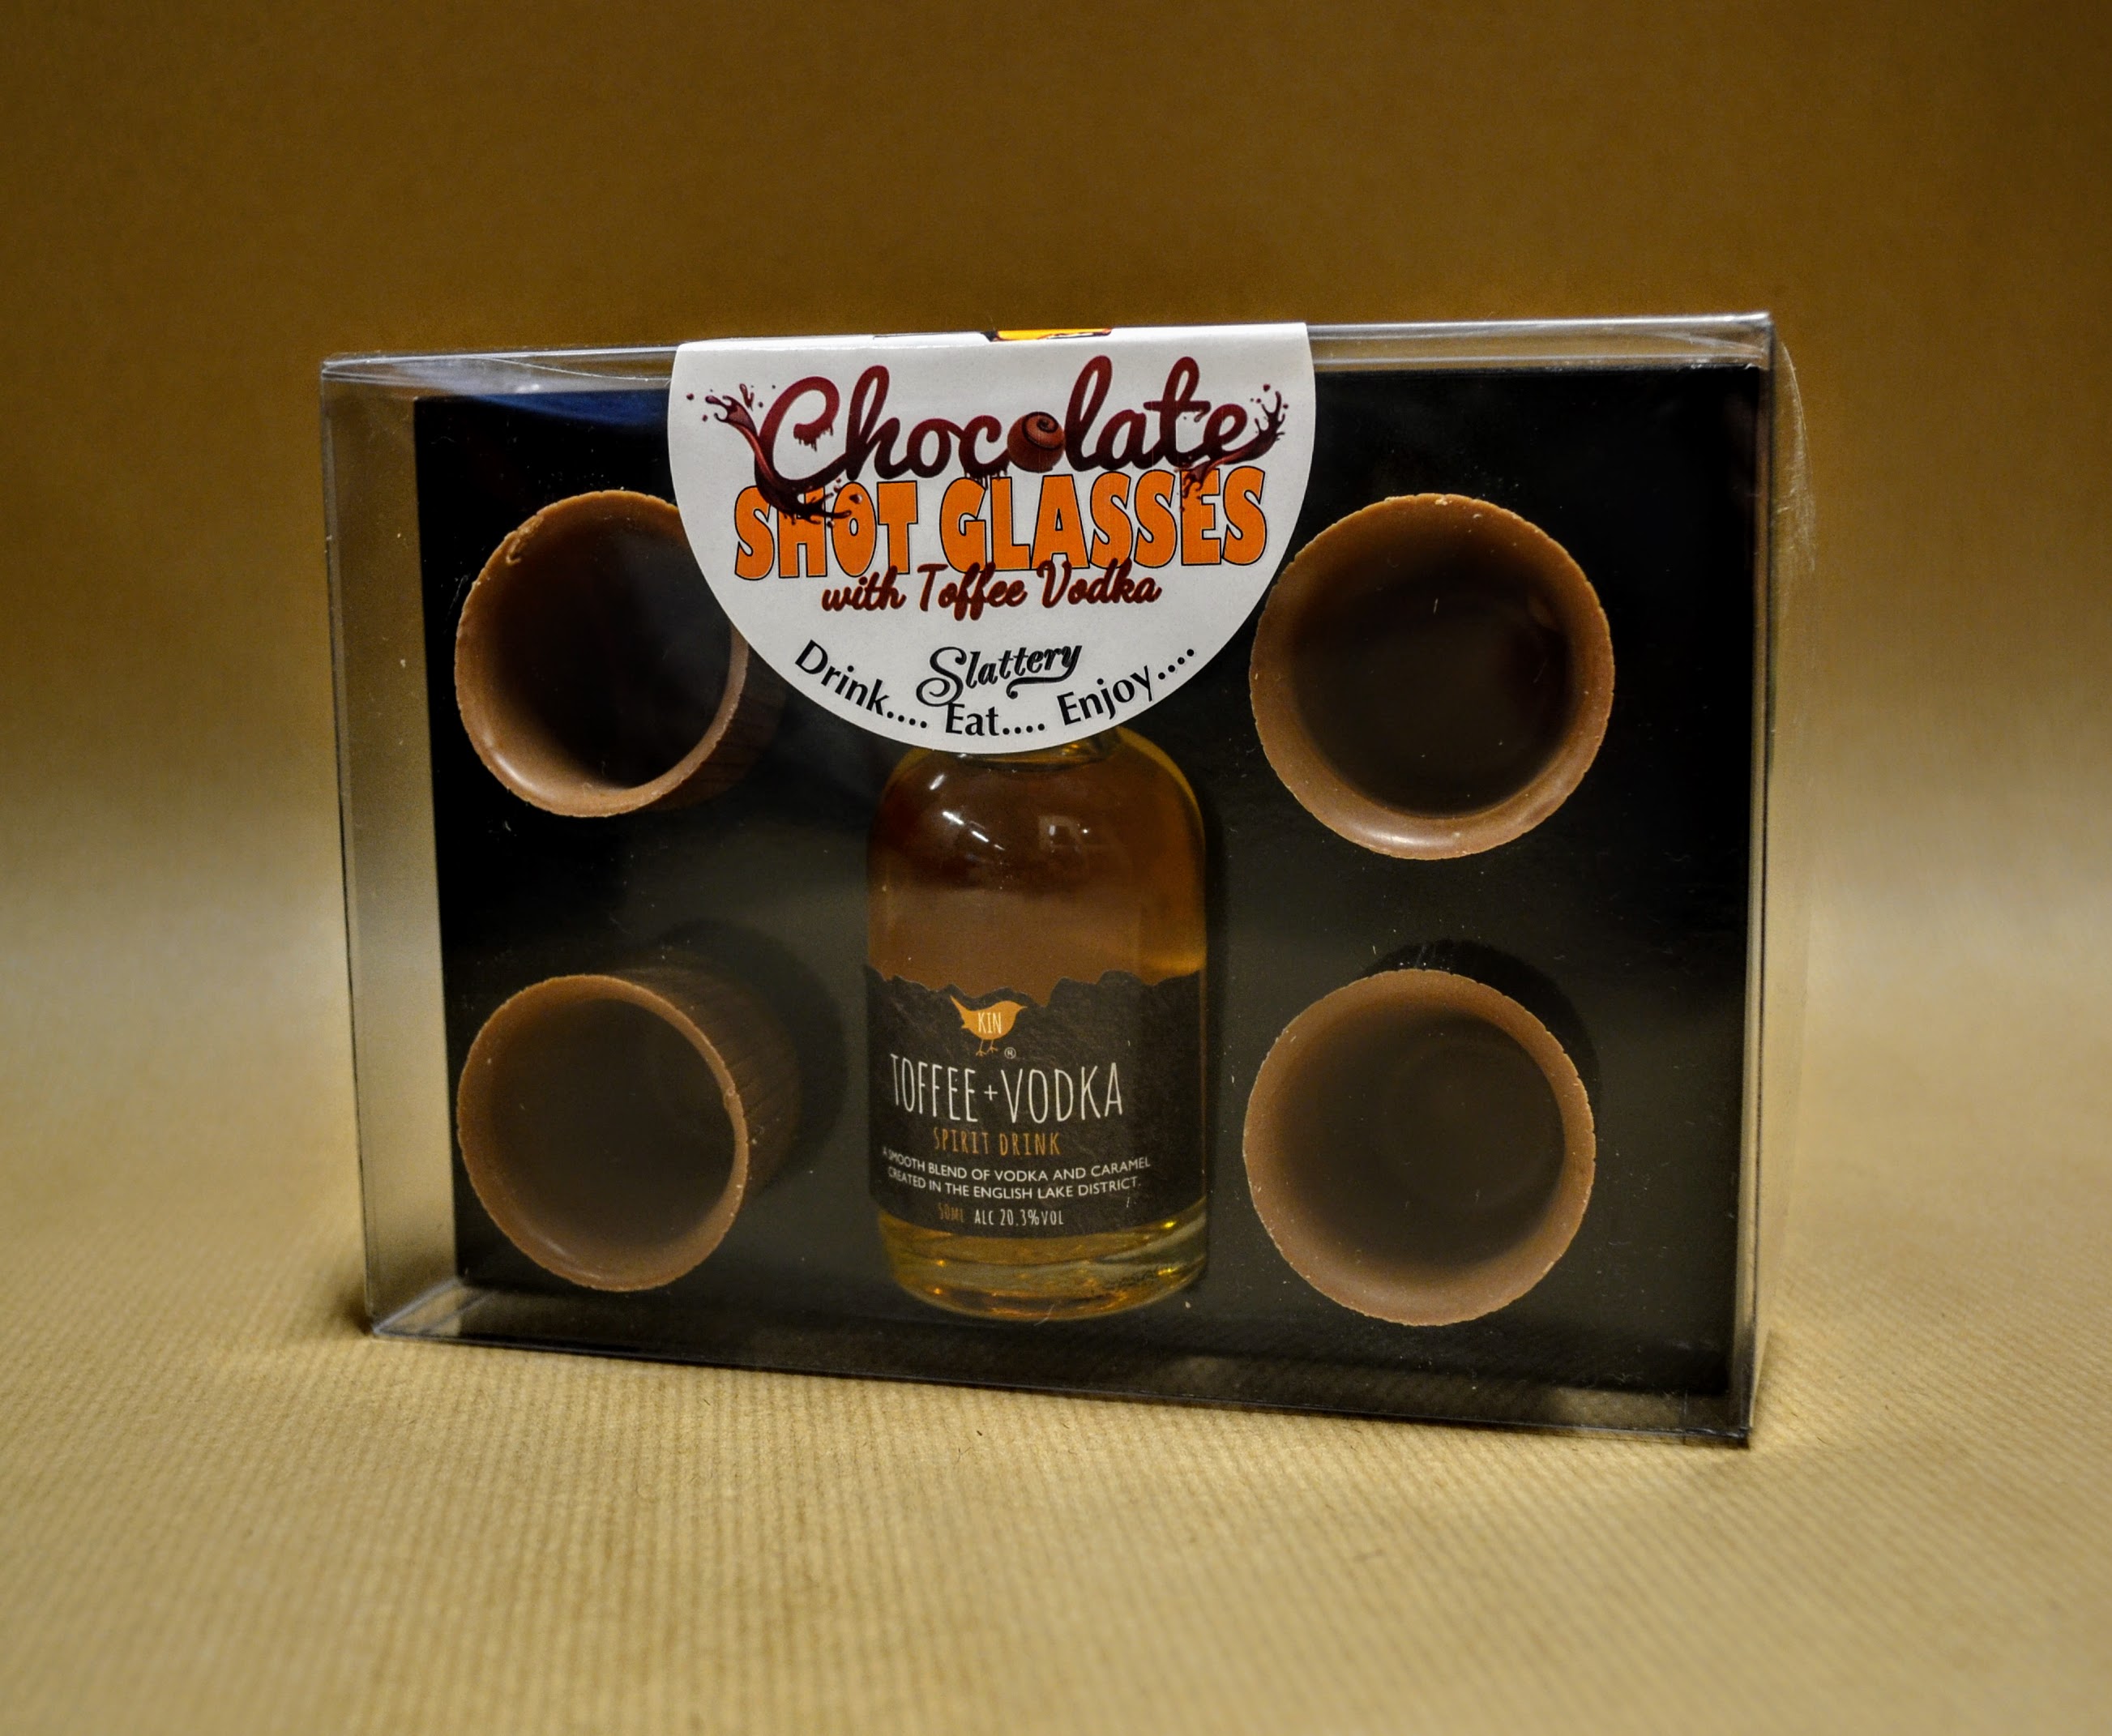 Chocolate
SHOT GLASSES
with Toffee Vodka
Slattery
Drink.... Eat.... Enjoy....
KIN
®
TOFFEE+VODKA
SPIRIT DRINK
A SMOOTH BLEND OF VODKA AND CARAMEL
CREATED IN THE ENGLISH LAKE DISTRICT.
50ML ALC 20.3%VOL